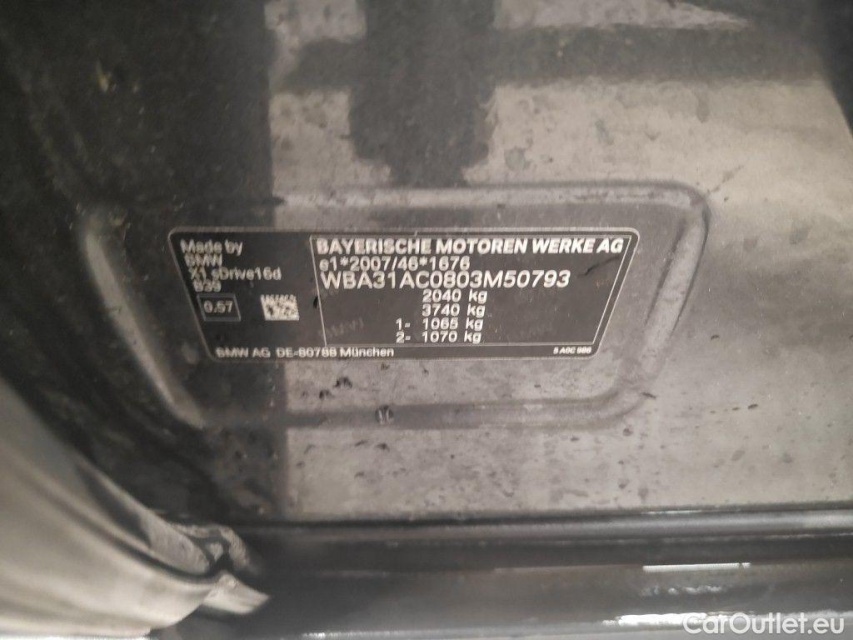 Made by
BMW
X1 sDrive16d
B39
0.57
BAYERISCHE MOTOREN WERKE AG
e1*2007/46*1676
WBA31AC0803M50793
2040 kg
3740 kg
1- 1065 kg
2- 1070 kg
BMW AG DE-80788 München
CarOutlet.eu